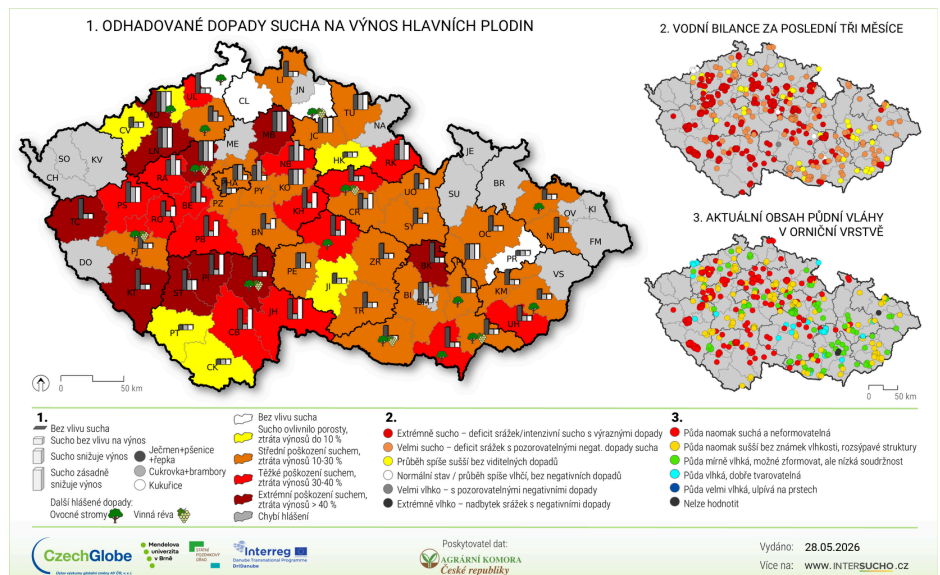 1. ODHADOVANÉ DOPADY SUCHA NA VÝNOS HLAVNÍCH PLODIN
2. VODNÍ BILANCE ZA POSLEDNÍ TŘI MĚSÍCE
UL
CL
LI
JN
TU
NA
CV
LN
ME
MB
JC
HK
RK
JE
SO
KV
CH
RA
NB
KO
PY
PZ
BE
PS
RO
TC
PJ
DO
PB
BN
KH
CR
UO
SY
SU
BR
OC
OV
KI
NJ
FM
PR
VS
KM
UH
PE
ZR
JI
TR
BK
BI
BM
KT
ST
PI
PT
CK
CB
JH
0 50 km
3. AKTUÁLNÍ OBSAH PŮDNÍ VLÁHY
V ORNIČNÍ VRSTVĚ
0 50 km
1.
Bez vlivu sucha
Sucho bez vlivu na výnos
Sucho snižuje výnos
Sucho zásadně
snižuje výnos
Ječmen+pšenice
+řepka
Cukrovka+brambory
Kukuřice
Další hlášené dopady:
Ovocné stromy
Vinná réva
Bez vlivu sucha
Sucho ovlivnilo porosty,
ztráta výnosů do 10 %
Střední poškození suchem,
ztráta výnosů 10-30 %
Těžké poškození suchem,
ztráta výnosů 30-40 %
Extrémní poškození suchem,
ztráta výnosů > 40 %
Chybí hlášení
2.
Extrémně sucho – deficit srážek/intenzivní sucho s výraznými dopady
Velmi sucho – deficit srážek s pozorovatelnými negat. dopady sucha
Průběh spíše sušší bez viditelných dopadů
Normální stav / průběh spíše vlhčí, bez negativních dopadů
Velmi vlhko – s pozorovatelnými negativními dopady
Extrémně vlhko – nadbytek srážek s negativními dopady
3.
Půda naomak suchá a neformovatelná
Půda naomak sušší bez známek vlhkosti, rozsýpavé struktury
Půda mírně vlhká, možné zformovat, ale nízká soudržnost
Půda vlhká, dobře tvarovatelná
Půda velmi vlhká, ulpívá na prstech
Nelze hodnotit
CzechGlobe
Ústav výzkumu globální změny AV ČR, v.v.i.
Mendelova
univerzita
v Brně
STÁTNÍ
POZEMKOVÝ
ÚŘAD
Interreg
Danube Transnational Programme
DriDanube
Poskytovatel dat:
AGRÁRNÍ KOMORA
České republiky
Vydáno: 28.05.2026
Více na: WWW.INTERSUCHO.CZ